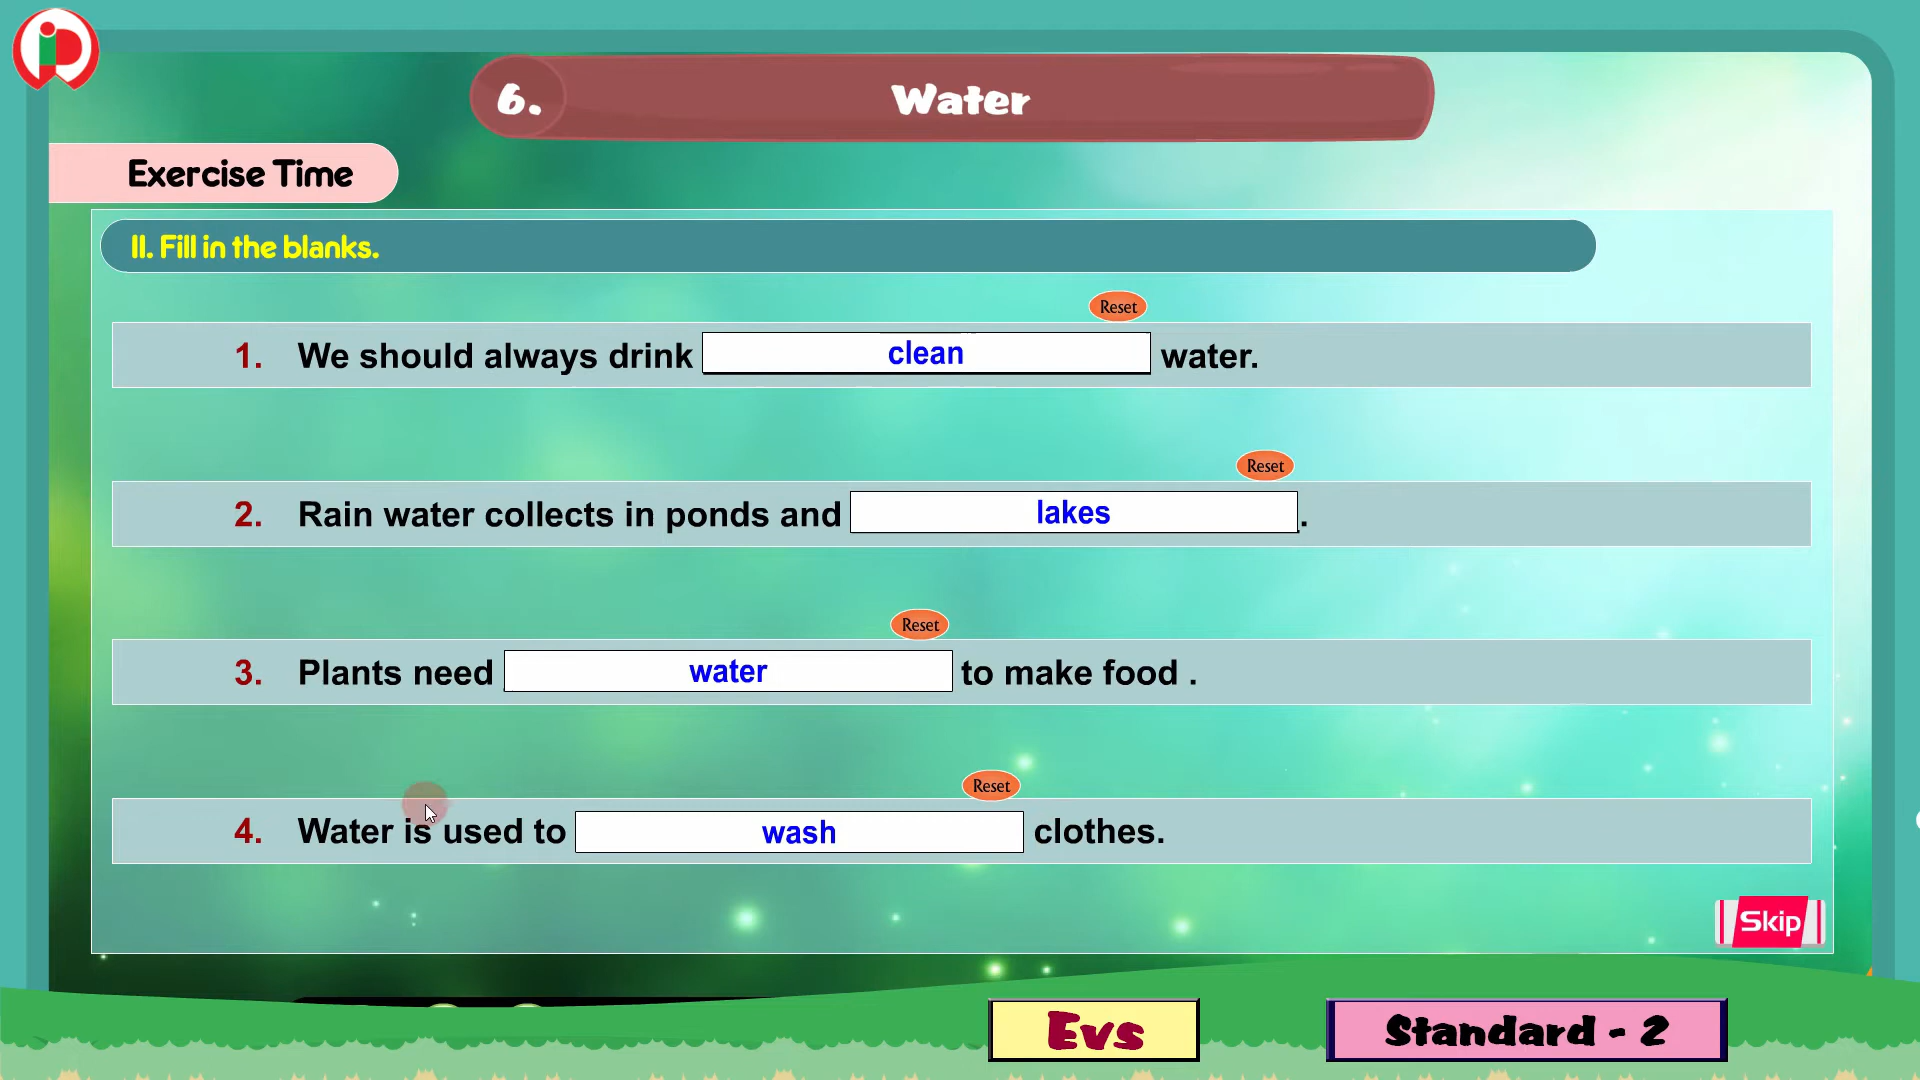 6. Water
Exercise Time
II. Fill in the blanks.
Reset
1. We should always drink clean water.
Reset
2. Rain water collects in ponds and lakes.
Reset
3. Plants need water to make food .
Reset
4. Water is used to wash clothes.
Skip
Evs
Standard - 2